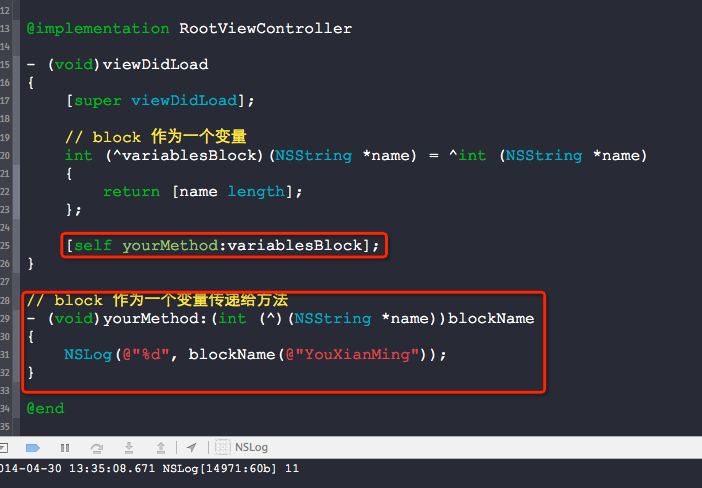 12
13 @implementation RootViewController
14
15 - (void)viewDidLoad
16 {
17 [super viewDidLoad];
18
19 // block 作为一个变量
20 int (^variablesBlock)(NSString *name) = ^int (NSString *name)
21 {
22 return [name length];
23 };
24
25 [self yourMethod:variablesBlock];
26 }
27
28 // block 作为一个变量传递给方法
29 - (void)yourMethod:(int (^)(NSString *name))blockName
30 {
31 NSLog(@"%d", blockName(@"YouXianMing"));
32 }
33
34 @end
35
NSLog
014-04-30 13:35:08.671 NSLog[14971:60b] 11